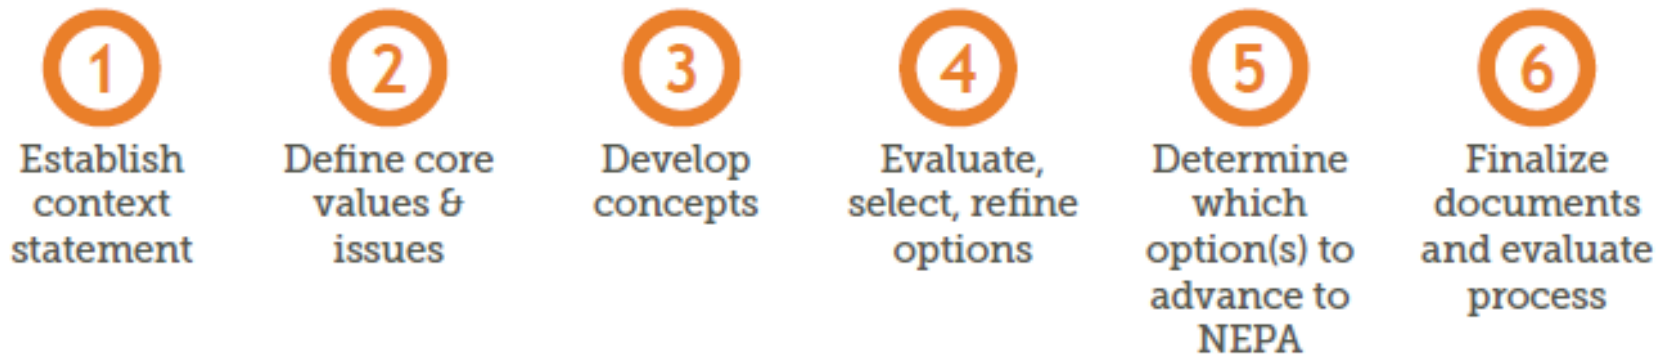 1
Establish
context
statement
2
Define core
values &
issues
3
Develop
concepts
4
Evaluate,
select, refine
options
5
Determine
which
option(s) to
advance to
NEPA
6
Finalize
documents
and evaluate
process